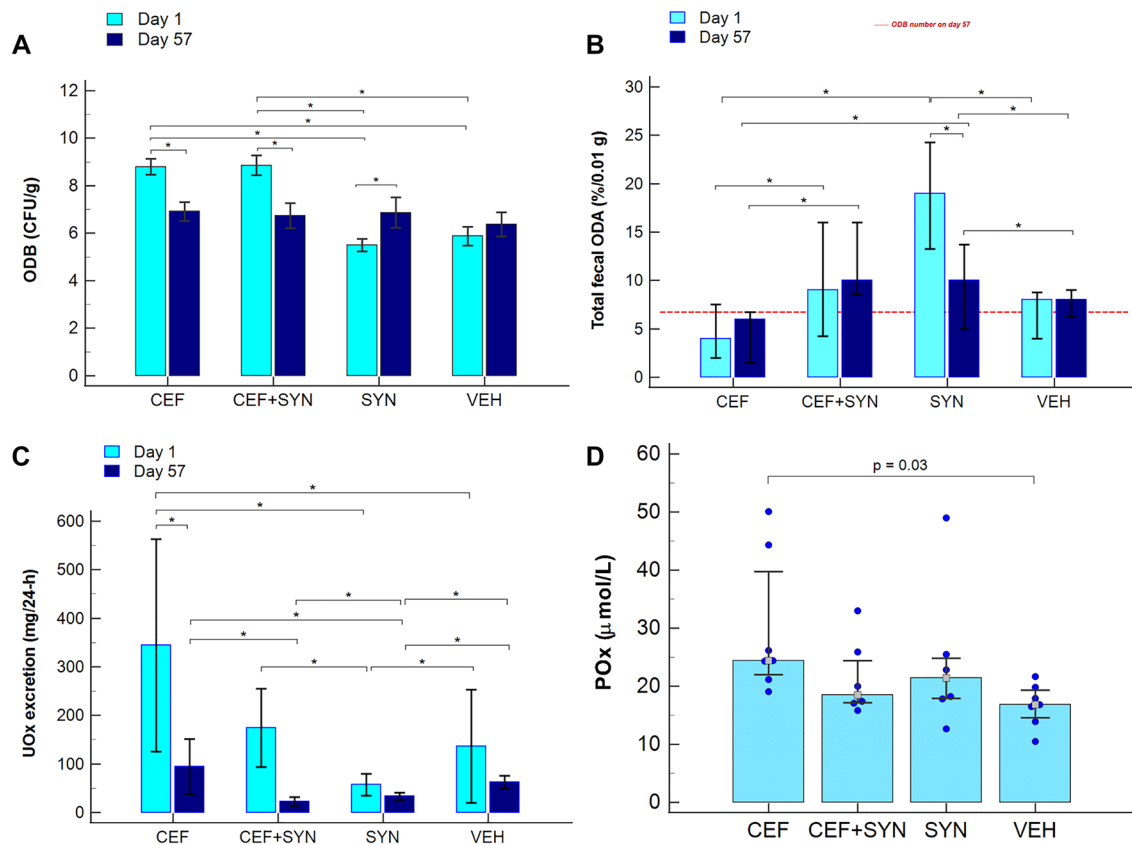 A
Day 1
Day 57
ODB (CFU/g)
12
10
8
6
4
2
0
* * * * * * *
CEF CEF+SYN SYN VEH
B
Day 1
Day 57
------ ODB number on day 57
Total fecal ODA (%/0.01 g)
30
25
20
15
10
5
0
* * * * * * * *
CEF CEF+SYN SYN VEH
C
Day 1
Day 57
UOx excretion (mg/24-h)
600
500
400
300
200
100
0
* * * * * * * * * *
CEF CEF+SYN SYN VEH
D
POx (μ mol/L)
60
50
40
30
20
10
0
p = 0.03
CEF CEF+SYN SYN VEH